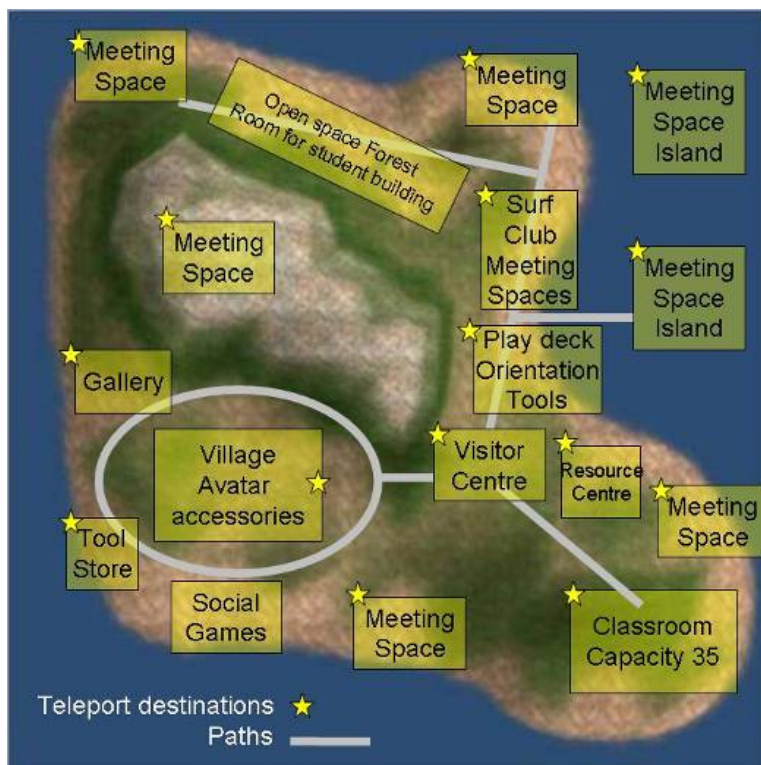 Meeting
Space
Open space Forest
Room for student building
Meeting
Space
Meeting
Space
Island
Meeting
Space
Surf
Club
Meeting
Spaces
Meeting
Space
Island
Gallery
Play deck
Orientation
Tools
Village
Avatar
accessories
Visitor
Centre
Resource
Centre
Meeting
Space
Tool
Store
Social
Games
Meeting
Space
Classroom
Capacity 35
Teleport destinations
Paths